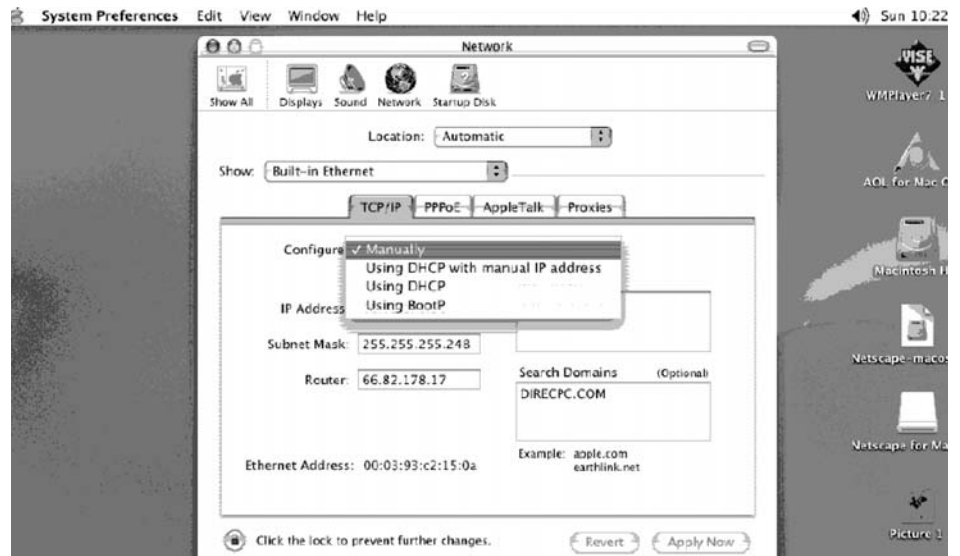 System Preferences Edit View Window Help Sun 10:22
Network
Show All Displays Sound Network Startup Disk
Location: Automatic
Show: Built-in Ethernet
TCP/IP PPPoE AppleTalk Proxies
Configure ✓ Manually
Using DHCP with manual IP address
Using DHCP
Using BootP
IP Address
Subnet Mask: 255.255.255.248
Router: 66.82.178.17
Search Domains (Optional)
DIRECPC.COM
Example: apple.com
earthlink.net
Ethernet Address: 00:03:93:c2:15:0a
Click the lock to prevent further changes.
Revert Apply Now
VISE
WMPlayer7 1
AOL for Mac
Macintosh H
Netscape-macos
Netscape for Ma
Picture 1